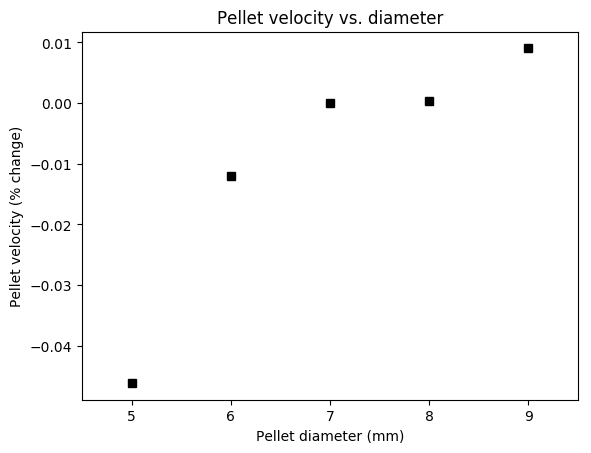 Pellet velocity vs. diameter
0.01
0.00
−0.01
−0.02
−0.03
−0.04
Pellet velocity (% change)
5 6 7 8 9
Pellet diameter (mm)